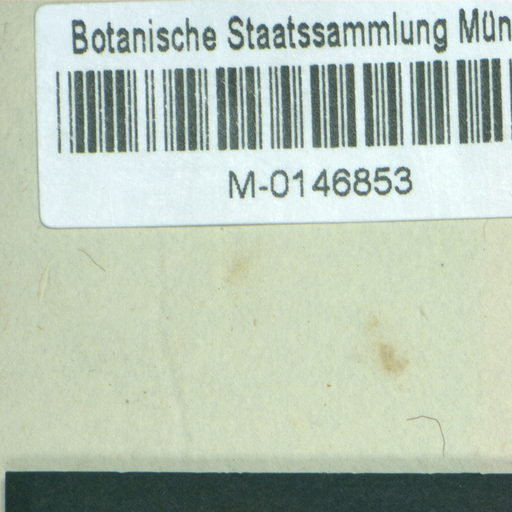 Botanische Staatssammlung Mün
M-0146853